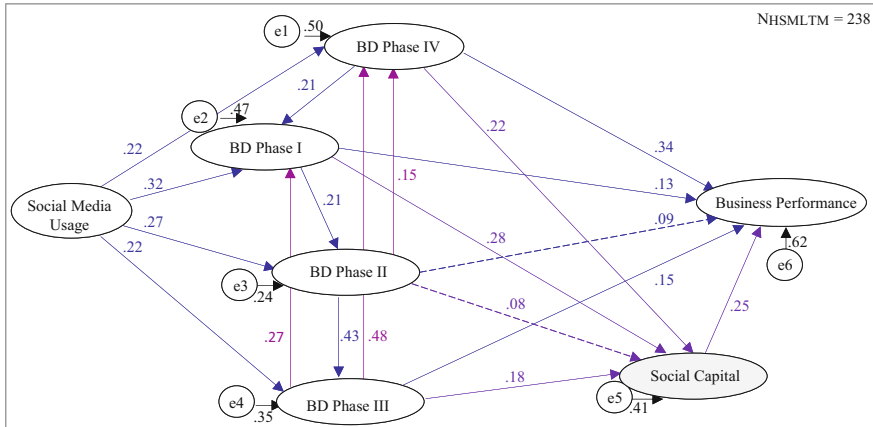 NHSMLTM = 238
e1
.50
BD Phase IV
.21
e2
.47
BD Phase I
.22
.22
.34
.15
.13
.32
.21
Social Media
Usage
Business Performance
.27
.09
.28
.62
e6
.22
BD Phase II
e3
.24
.15
.08
.25
.27
.43
.48
Social Capital
.18
e5
.41
e4
.35
BD Phase III